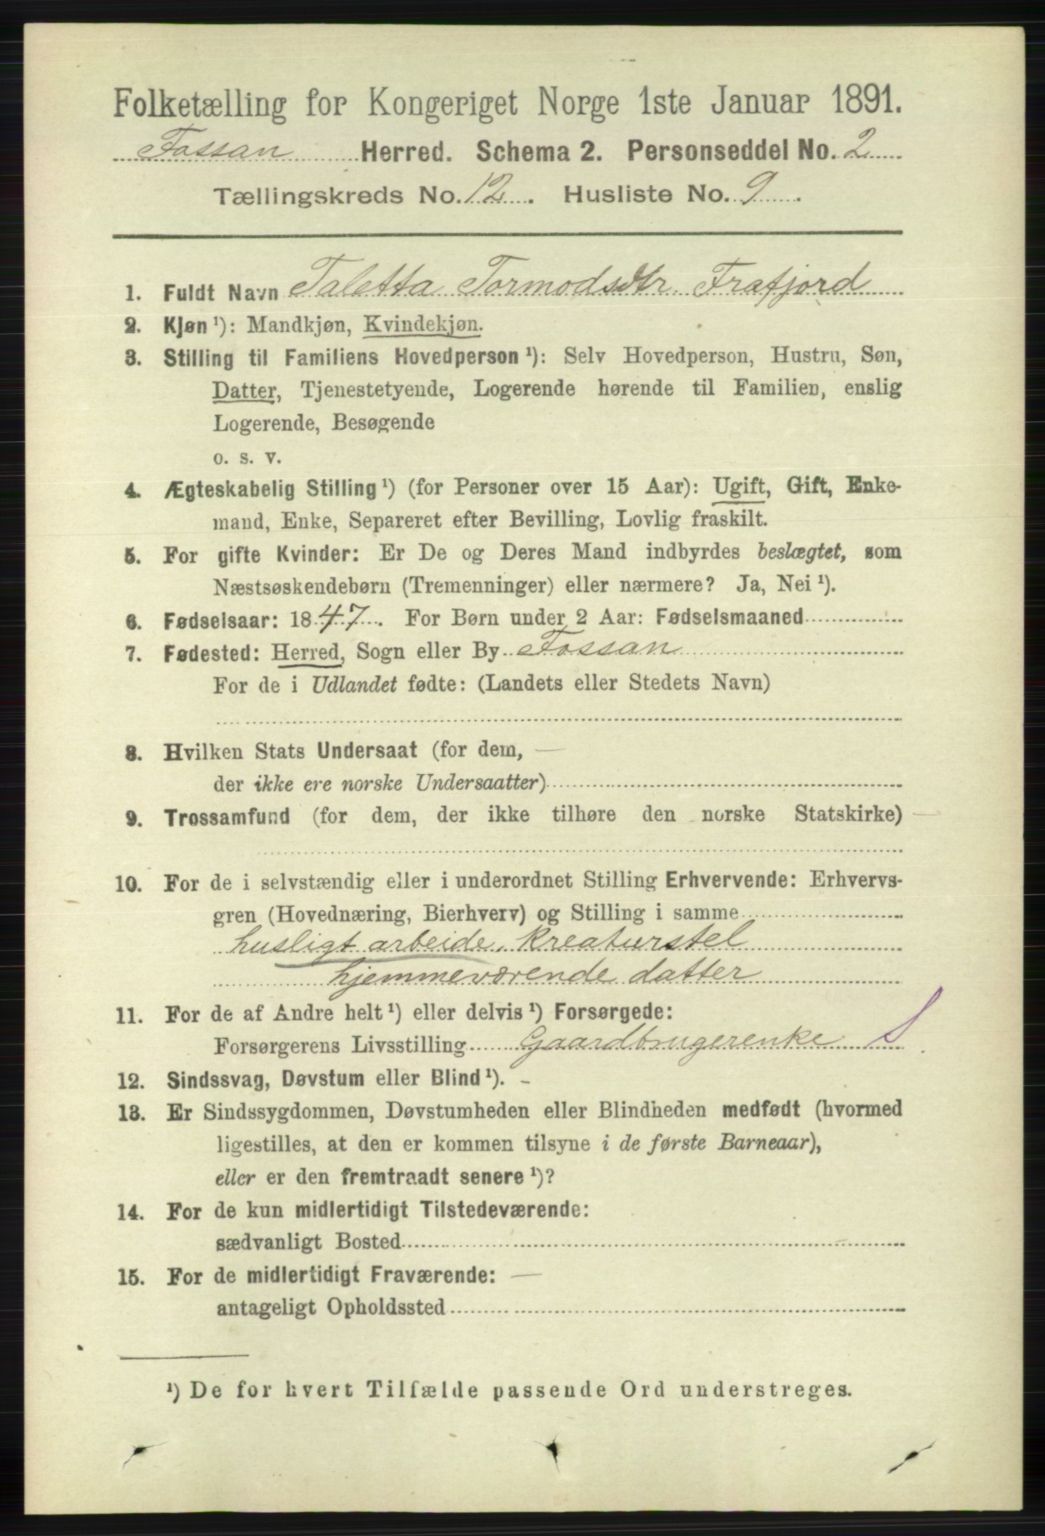 Folketælling for Kongeriget Norge 1ste Januar 1891.
Fossan Herred. Schema 2. Personseddel No. 2
Tællingskreds No. 12. Husliste No. 9.
1. Fuldt Navn Taletta Tormodsdtr. Frafjord
2. Kjøn ¹): Mandkjøn, Kvindekjøn.
3. Stilling til Familiens Hovedperson ¹): Selv Hovedperson, Hustru, Søn,
Datter, Tjenestetyende, Logerende hørende til Familien, enslig
Logerende, Besøgende
o. s. v.
4. Ægteskabelig Stilling ¹) (for Personer over 15 Aar): Ugift, Gift, Enke-
mand, Enke, Separeret efter Bevilling, Lovlig fraskilt.
5. For gifte Kvinder: Er De og Deres Mand indbyrdes beslægtet, som
Næstsøskendebørn (Tremenninger) eller nærmere? Ja, Nei ¹).
6. Fødselsaar: 1847. For Børn under 2 Aar: Fødselsmaaned
7. Fødested: Herred, Sogn eller By Fossan
For de i Udlandet fødte: (Landets eller Stedets Navn)
8. Hvilken Stats Undersaat (for dem, —
der ikke ere norske Undersaatter)
9. Trossamfund (for dem, der ikke tilhøre den norske Statskirke) —
10. For de i selvstændig eller i underordnet Stilling Erhvervende: Erhvervs-
gren (Hovednæring, Bierhverv) og Stilling i samme
husligt arbeide, kreaturstel
hjemmeværende datter
11. For de af Andre helt ¹) eller delvis ¹) Forsørgede:
Forsørgerens Livsstilling Gaardbrugerenke S
12. Sindssvag, Døvstum eller Blind ¹). -
13. Er Sindssygdommen, Døvstumheden eller Blindheden medfødt (hvormed
ligestilles, at den er kommen tilsyne i de første Barneaar),
eller er den fremtraadt senere ¹)?
14. For de kun midlertidigt Tilstedeværende:
sædvanligt Bosted
15. For de midlertidigt Fraværende: —
antageligt Opholdssted
¹) De for hvert Tilfælde passende Ord understreges.